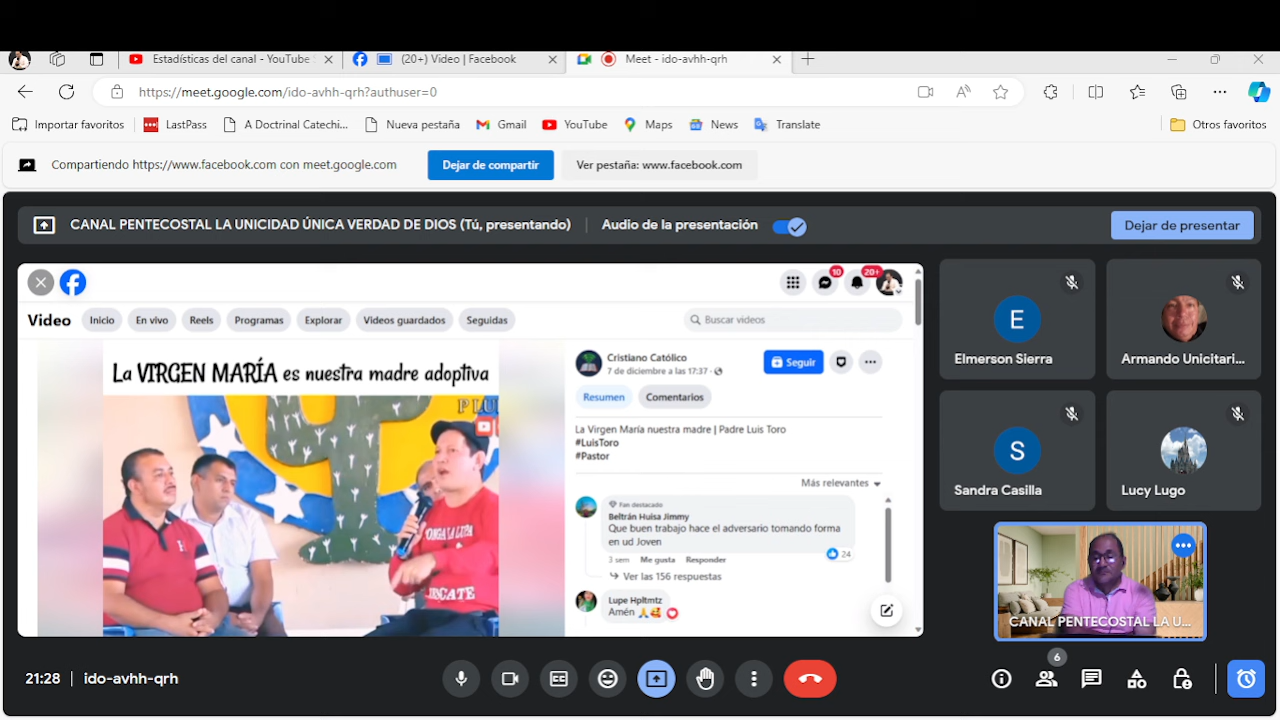 Estadísticas del canal - YouTube
(20+) Video | Facebook
Meet - ido-avhh-qrh
https://meet.google.com/ido-avhh-qrh?authuser=0
Importar favoritos
LastPass
A Doctrinal Catechi...
Nueva pestaña
Gmail
YouTube
Maps
News
Translate
Otros favoritos
Compartiendo https://www.facebook.com con meet.google.com
Dejar de compartir
Ver pestaña: www.facebook.com
CANAL PENTECOSTAL LA UNICIDAD ÚNICA VERDAD DE DIOS (Tú, presentando)
Audio de la presentación
Dejar de presentar
10
20+
Video
Inicio
En vivo
Reels
Programas
Explorar
Videos guardados
Seguidas
Buscar videos
La VIRGEN MARÍA es nuestra madre adoptiva
P LU
Cristiano Católico
7 de diciembre a las 17:37 ·
Seguir
Resumen
Comentarios
La Virgen María nuestra madre | Padre Luis Toro
#LuisToro
#Pastor
Más relevantes
Fan destacado
Beltrán Huisa Jimmy
Que buen trabajo hace el adversario tomando forma
en ud Joven
24
3 sem
Me gusta
Responder
Ver las 156 respuestas
Lupe Hpltmtz
Amén 🙏🥰
E
Elmerson Sierra
Armando Unicitari...
S
Sandra Casilla
Lucy Lugo
CANAL PENTECOSTAL LA U...
21:28
ido-avhh-qrh
CC
6